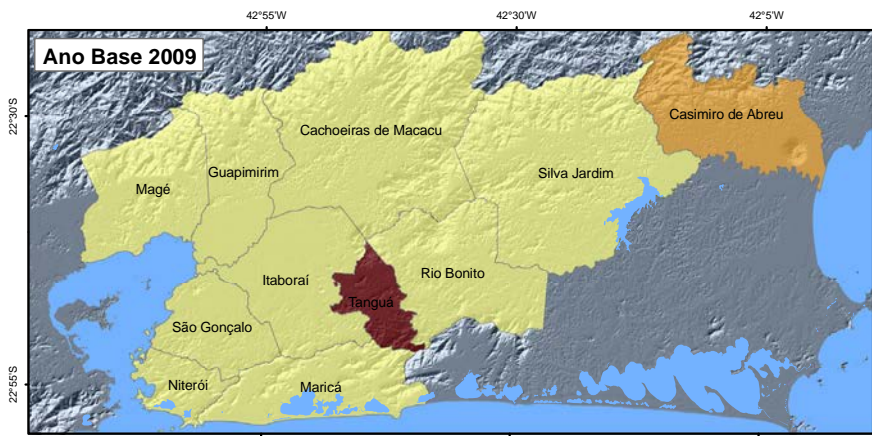 42°55'W
42°30'W
42°5'W
Ano Base 2009
22°30'S
22°55'S
Casimiro de Abreu
Cachoeiras de Macacu
Guapimirim
Silva Jardim
Magé
Itaboraí
Rio Bonito
Tanguá
São Gonçalo
Niterói
Maricá